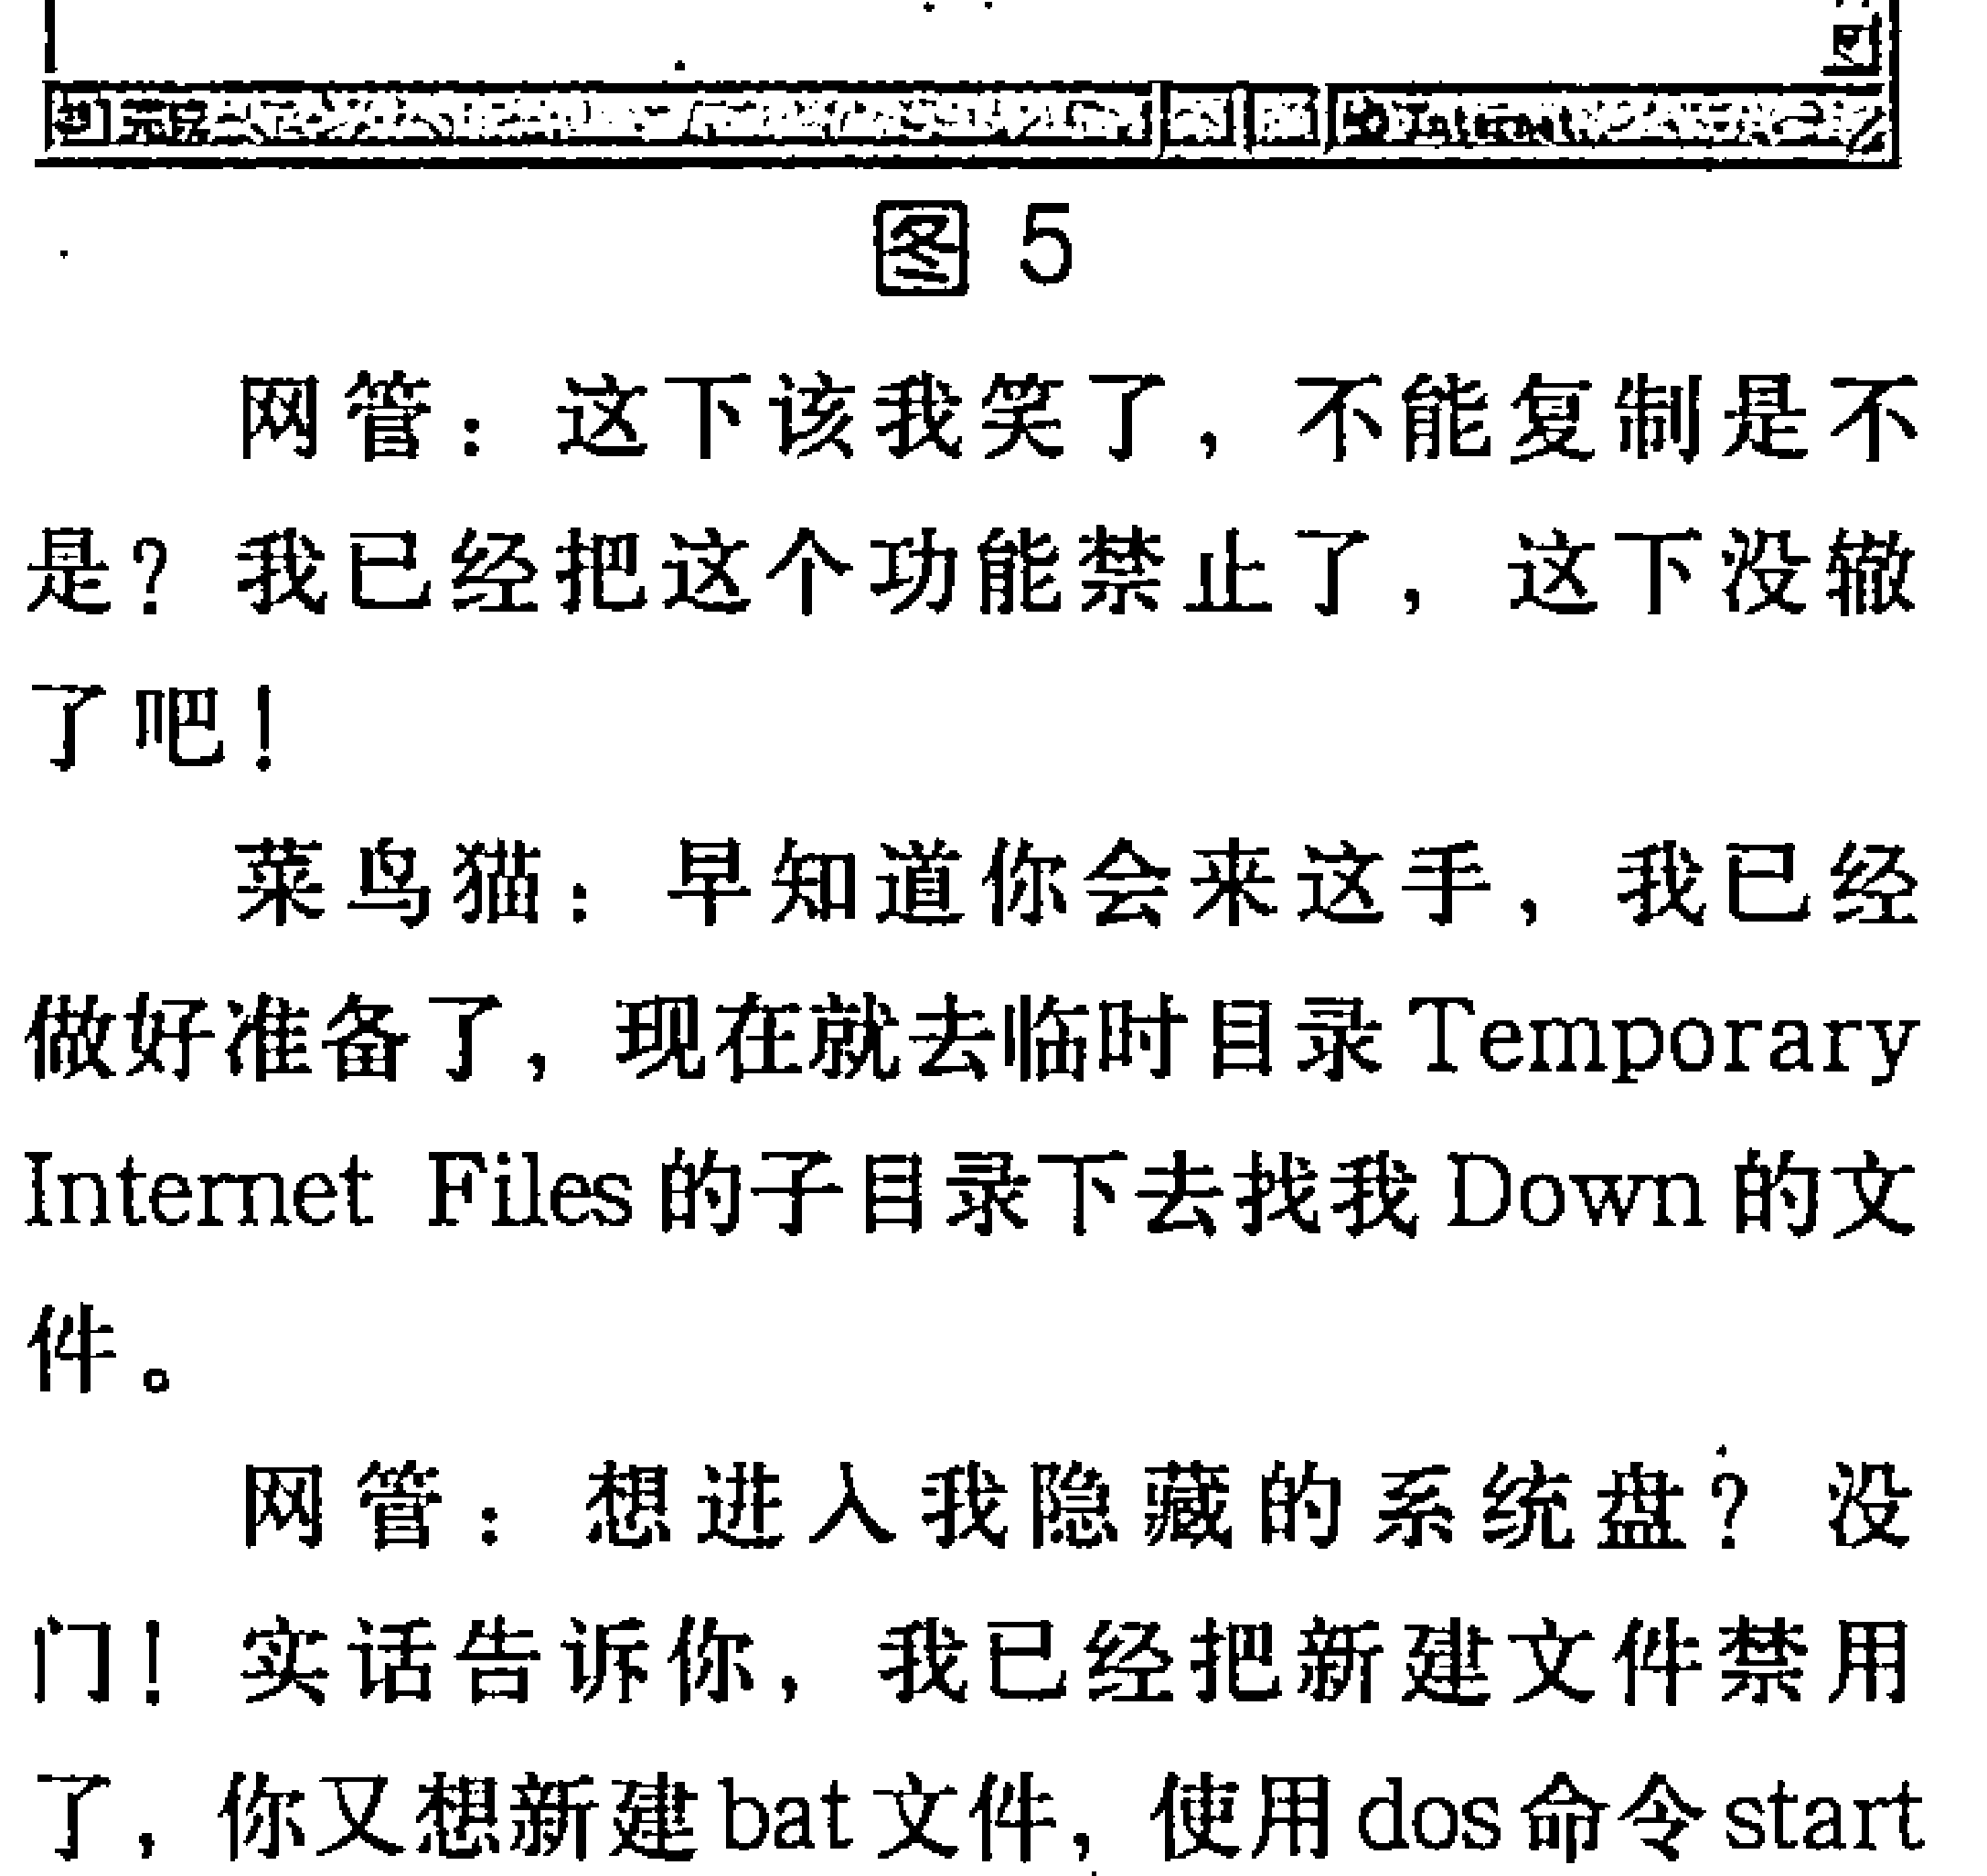 图 5
网管：这下该我笑了，不能复制是不
是？我已经把这个功能禁止了，这下没辙
了吧！
菜鸟猫：早知道你会来这手，我已经
做好准备了，现在就去临时目录 Temporary
Internet Files 的子目录下去找我 Down 的文
件。
网管：想进入我隐藏的系统盘？没
门！实话告诉你，我已经把新建文件禁用
了，你又想新建 bat 文件，使用 dos 命令 start